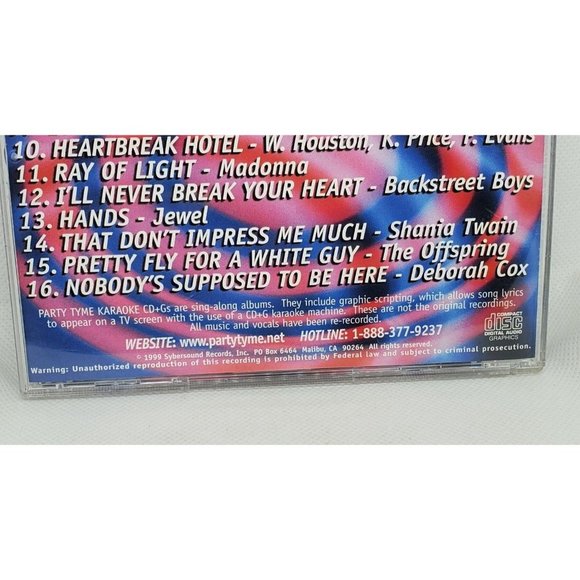 10. HEARTBREAK HOTEL - W. Houston, K. Price, F. Evans
11. RAY OF LIGHT - Madonna
12. I'LL NEVER BREAK YOUR HEART - Backstreet Boys
13. HANDS - Jewel
14. THAT DON'T IMPRESS ME MUCH - Shania Twain
15. PRETTY FLY FOR A WHITE GUY - The Offspring
16. NOBODY'S SUPPOSED TO BE HERE - Deborah Cox
PARTY TYME KARAOKE CD+Gs are sing-along albums. They include graphic scripting, which allows song lyrics
to appear on a TV screen with the use of a CD+G karaoke machine. These are not the original recordings.
All music and vocals have been re-recorded.
WEBSITE: www.partytyme.net HOTLINE: 1-888-377-9237
© 1999 Sybersound Records, Inc. PO Box 6464 Malibu, CA 90264 All rights reserved.
Warning: Unauthorized reproduction of this recording is prohibited by Federal law and subject to criminal prosecution.
COMPACT
disc
DIGITAL AUDIO
GRAPHICS